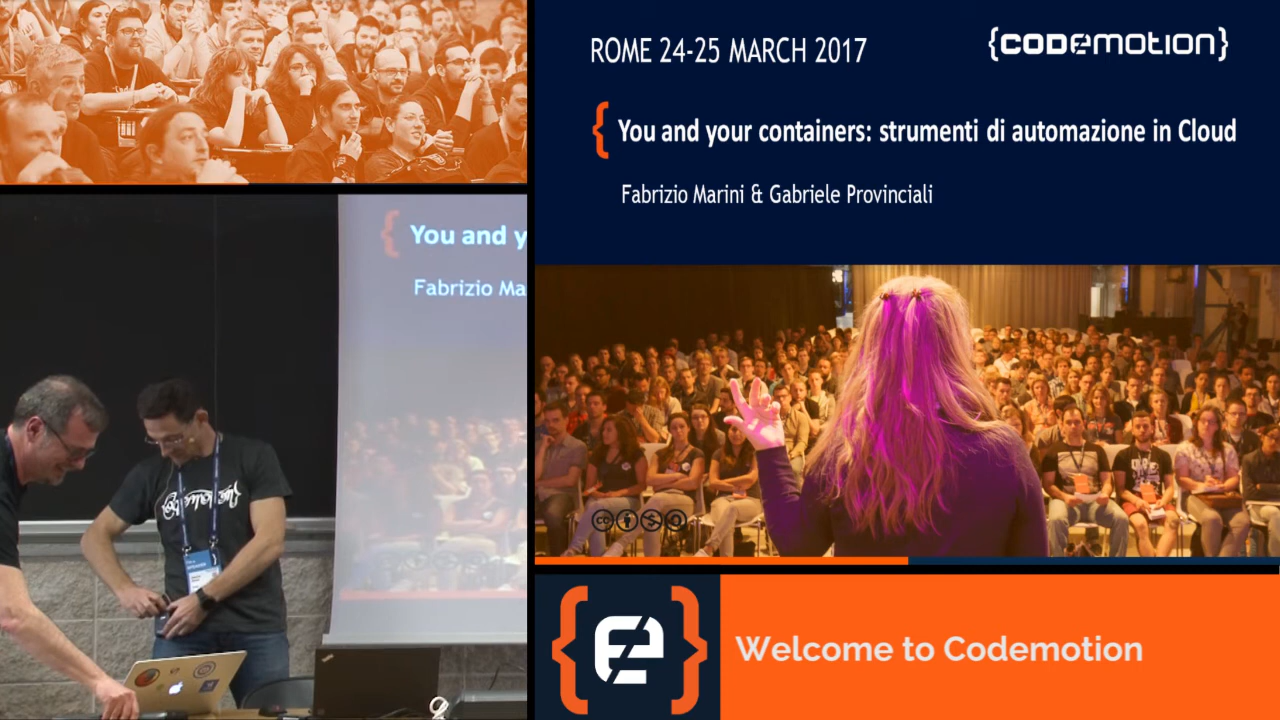 ROME 24-25 MARCH 2017
{CODEMOTION}
You and your containers: strumenti di automazione in Cloud
Fabrizio Marini & Gabriele Provinciali
You and y
Fabrizio Ma
Welcome to Codemotion